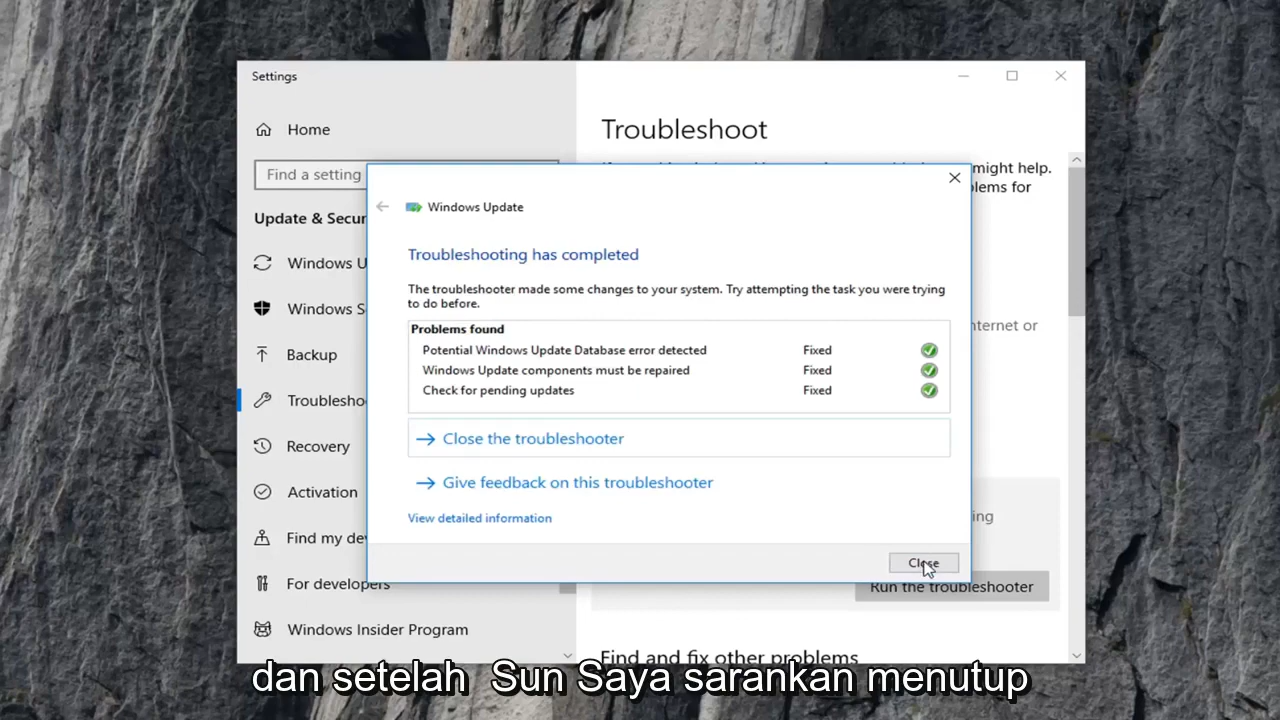 Settings
Home
Find a setting
Update & Secur
Windows U
Windows S
Backup
Troublesho
Recovery
Activation
Find my dev
For developers
Windows Insider Program
Troubleshoot
might help.
lems for
nternet or
ing
Run the troubleshooter
Find and fix other problems
Windows Update
Troubleshooting has completed
The troubleshooter made some changes to your system. Try attempting the task you were trying
to do before.
Problems found
Potential Windows Update Database error detected Fixed
Windows Update components must be repaired Fixed
Check for pending updates Fixed
Close the troubleshooter
Give feedback on this troubleshooter
View detailed information
Close
dan setelah Sun Saya sarankan menutup